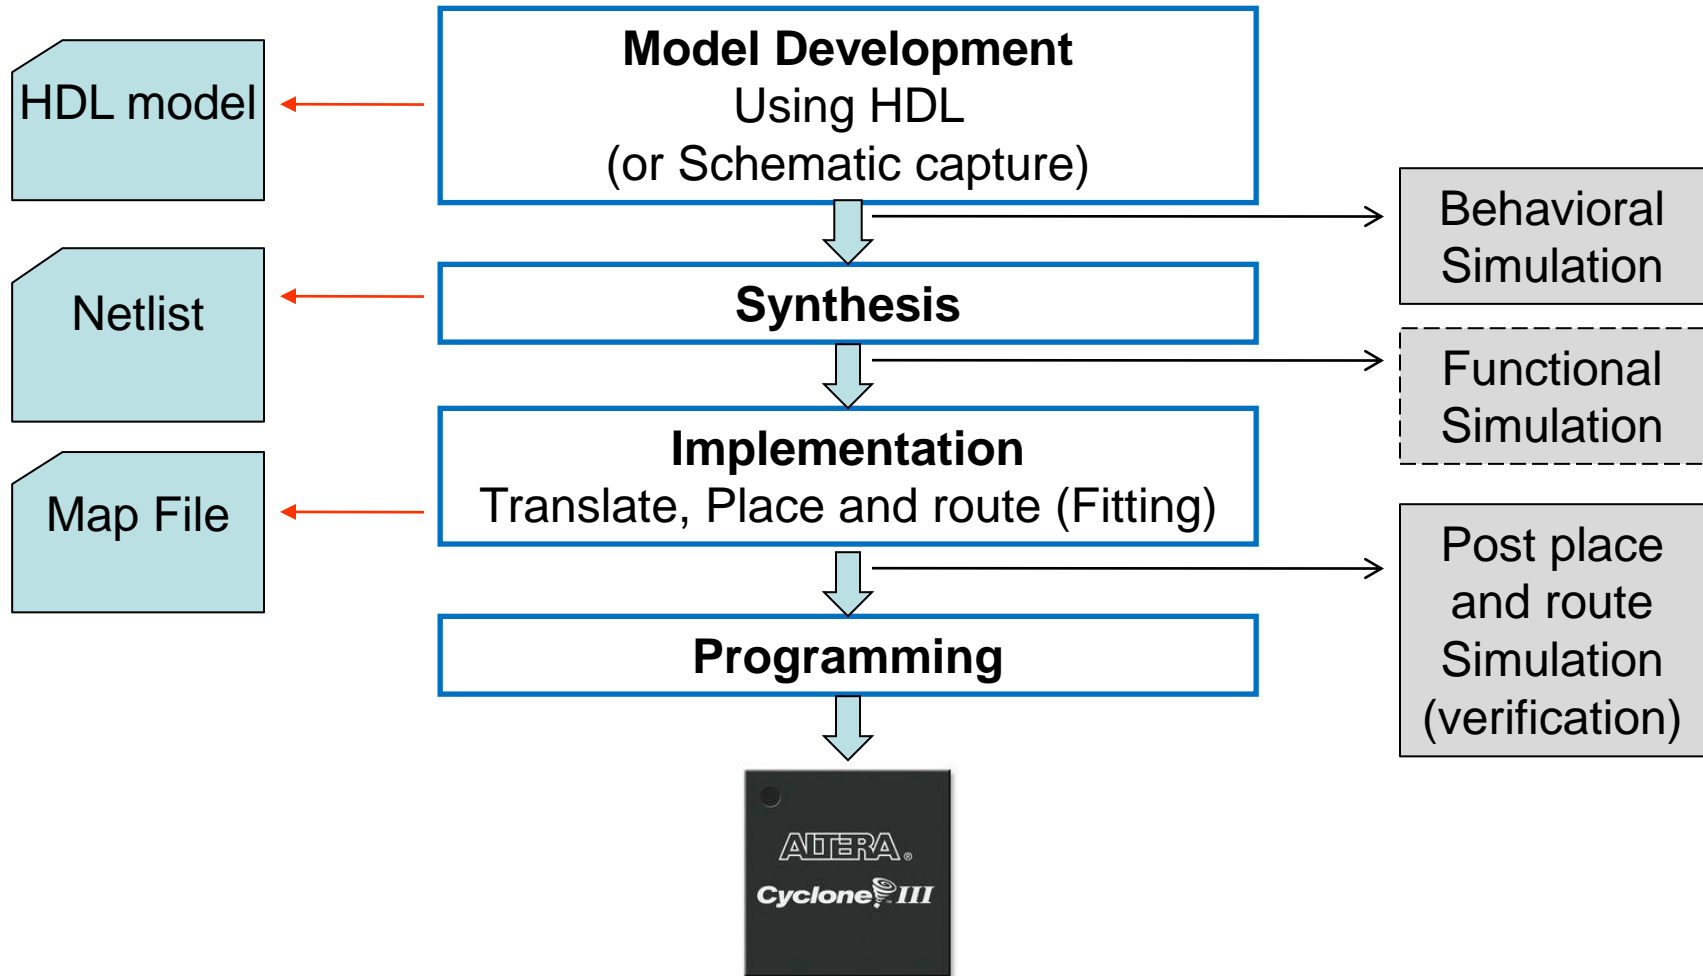 HDL model
Model Development
Using HDL
(or Schematic capture)
Behavioral
Simulation
Netlist
Synthesis
Functional
Simulation
Map File
Implementation
Translate, Place and route (Fitting)
Post place
and route
Simulation
(verification)
Programming
ALTERA®
Cyclone™ III